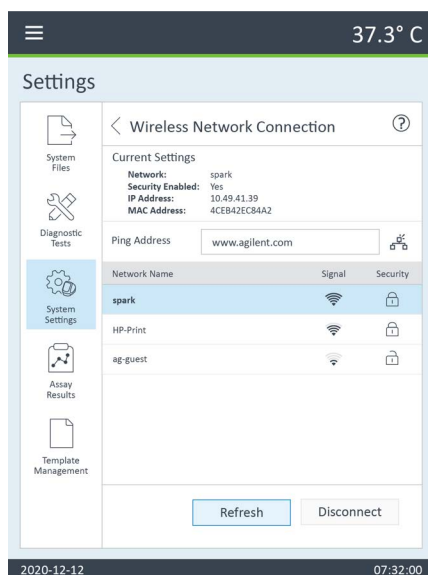 37.3° C
Settings
System
Files
Diagnostic
Tests
System
Settings
Assay
Results
Template
Management
Wireless Network Connection
?
Current Settings
Network: spark
Security Enabled: Yes
IP Address: 10.49.41.39
MAC Address: 4CEB42EC84A2
Ping Address www.agilent.com
Network Name Signal Security
spark
HP-Print
ag-guest
Refresh Disconnect
2020-12-12 07:32:00